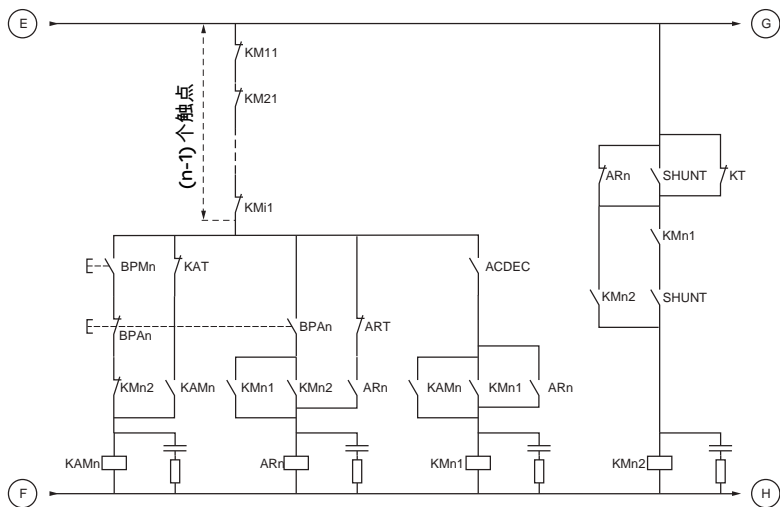 E
G
KM11
KM21
(n-1) 个触点
ARn
SHUNT
KT
KMi1
KMn1
BPMn
KAT
ACDEC
KMn2
SHUNT
BPAn
BPAn
ART
KMn2
KAMn
KMn1
KMn2
ARn
KAMn
KMn1
ARn
KAMn
ARn
KMn1
KMn2
F
H